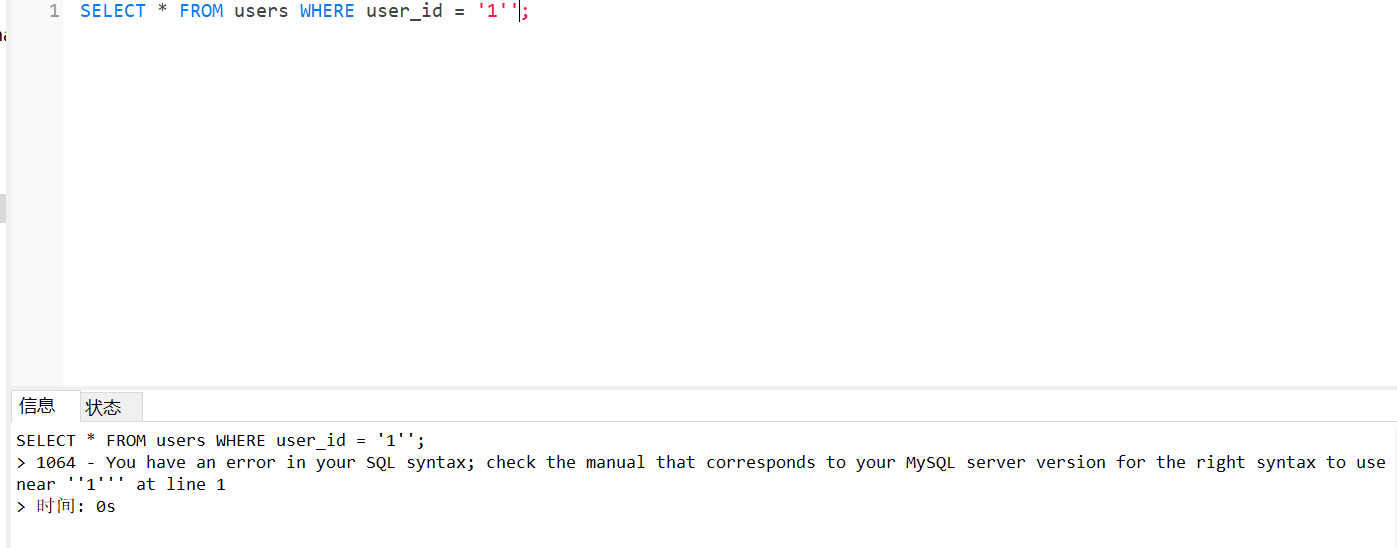 1 SELECT * FROM users WHERE user_id = '1'';
信息 状态
SELECT * FROM users WHERE user_id = '1'';
> 1064 - You have an error in your SQL syntax; check the manual that corresponds to your MySQL server version for the right syntax to use
near ''1''' at line 1
> 时间: 0s